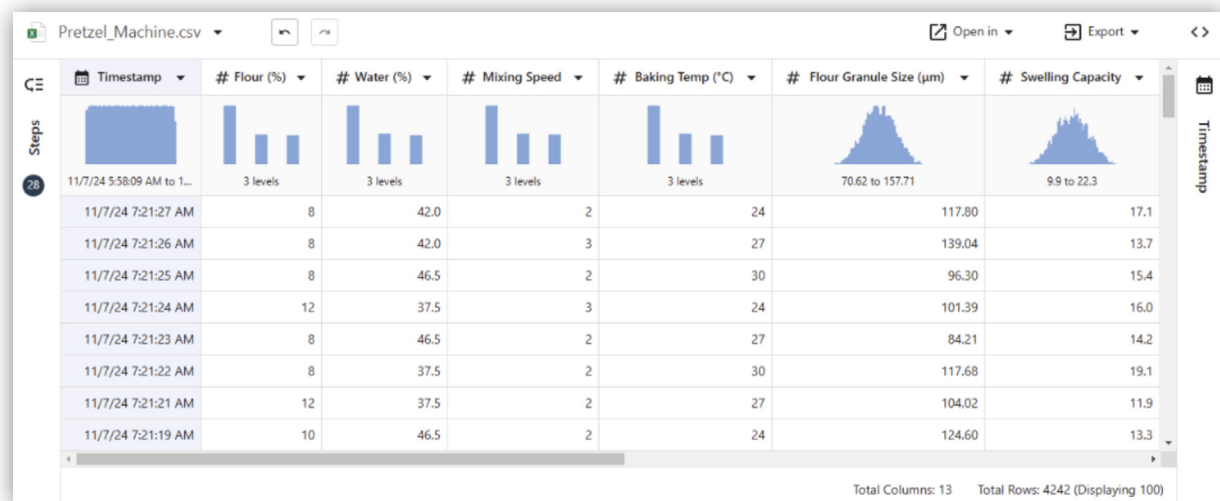 Pretzel_Machine.csv Open in Export <>
Timestamp # Flour (%) # Water (%) # Mixing Speed # Baking Temp (°C) # Flour Granule Size (µm) # Swelling Capacity
Steps
28
11/7/24 5:58:09 AM to 1... 3 levels 3 levels 3 levels 3 levels 70.62 to 157.71 9.9 to 22.3
11/7/24 7:21:27 AM 8 42.0 2 24 117.80 17.1
11/7/24 7:21:26 AM 8 42.0 3 27 139.04 13.7
11/7/24 7:21:25 AM 8 46.5 2 30 96.30 15.4
11/7/24 7:21:24 AM 12 37.5 3 24 101.39 16.0
11/7/24 7:21:23 AM 8 46.5 2 27 84.21 14.2
11/7/24 7:21:22 AM 8 37.5 2 30 117.68 19.1
11/7/24 7:21:21 AM 12 37.5 2 27 104.02 11.9
11/7/24 7:21:19 AM 10 46.5 2 24 124.60 13.3
Timestamp
Total Columns: 13 Total Rows: 4242 (Displaying 100)